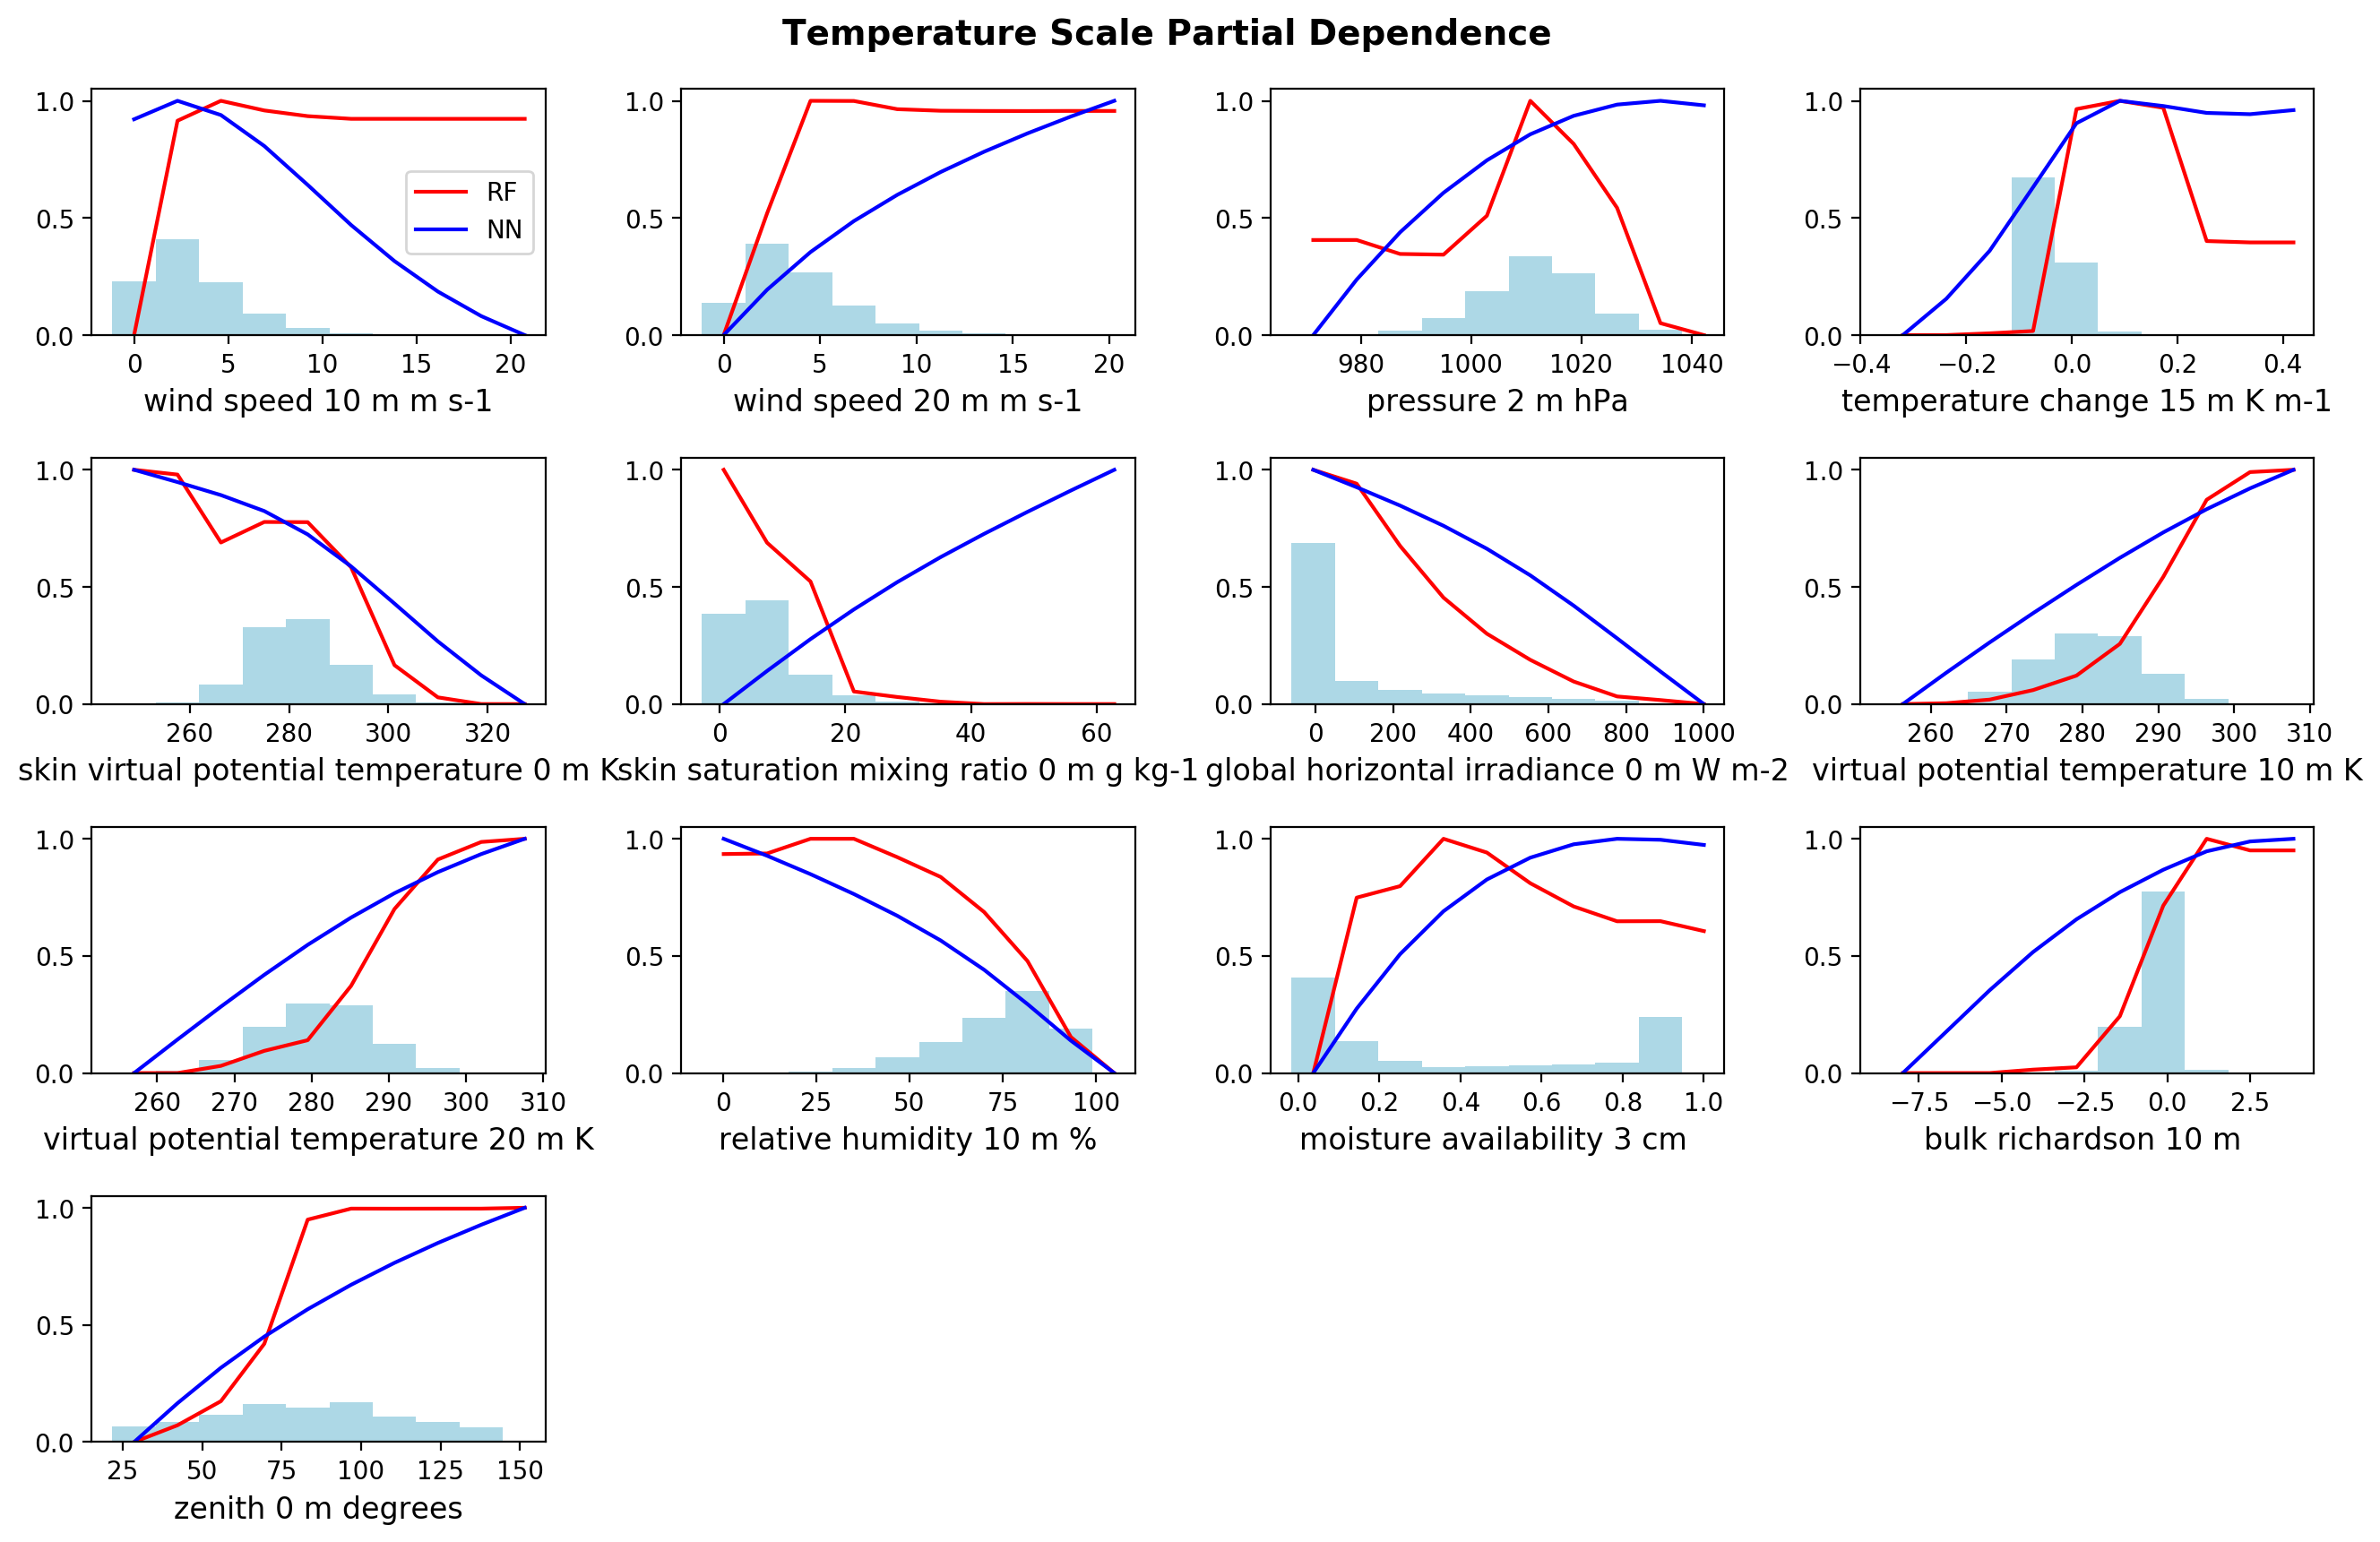 Temperature Scale Partial Dependence
1.0
0.5
0.0
0 5 10 15 20
wind speed 10 m m s-1
RF
NN
1.0
0.5
0.0
0 5 10 15 20
wind speed 20 m m s-1
1.0
0.5
0.0
980 1000 1020 1040
pressure 2 m hPa
1.0
0.5
0.0
−0.4 −0.2 0.0 0.2 0.4
temperature change 15 m K m-1
1.0
0.5
0.0
260 280 300 320
skin virtual potential temperature 0 m K
1.0
0.5
0.0
0 20 40 60
skin saturation mixing ratio 0 m g kg-1
1.0
0.5
0.0
0 200 400 600 800 1000
global horizontal irradiance 0 m W m-2
1.0
0.5
0.0
260 270 280 290 300 310
virtual potential temperature 10 m K
1.0
0.5
0.0
260 270 280 290 300 310
virtual potential temperature 20 m K
1.0
0.5
0.0
0 25 50 75 100
relative humidity 10 m %
1.0
0.5
0.0
0.0 0.2 0.4 0.6 0.8 1.0
moisture availability 3 cm
1.0
0.5
0.0
−7.5 −5.0 −2.5 0.0 2.5
bulk richardson 10 m
1.0
0.5
0.0
25 50 75 100 125 150
zenith 0 m degrees